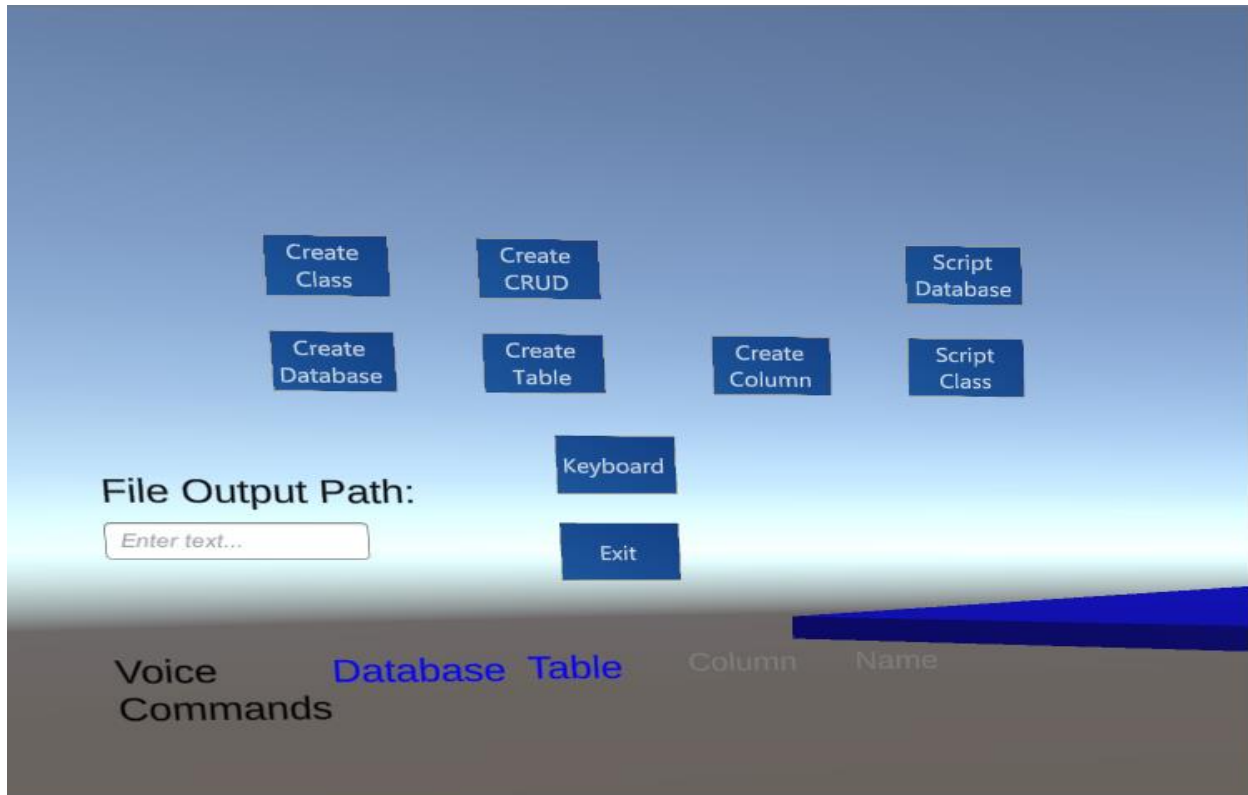 Create
Class
Create
CRUD
Script
Database
Create
Database
Create
Table
Create
Column
Script
Class
Keyboard
File Output Path:
Enter text...
Exit
Voice
Commands
Database
Table
Column
Name